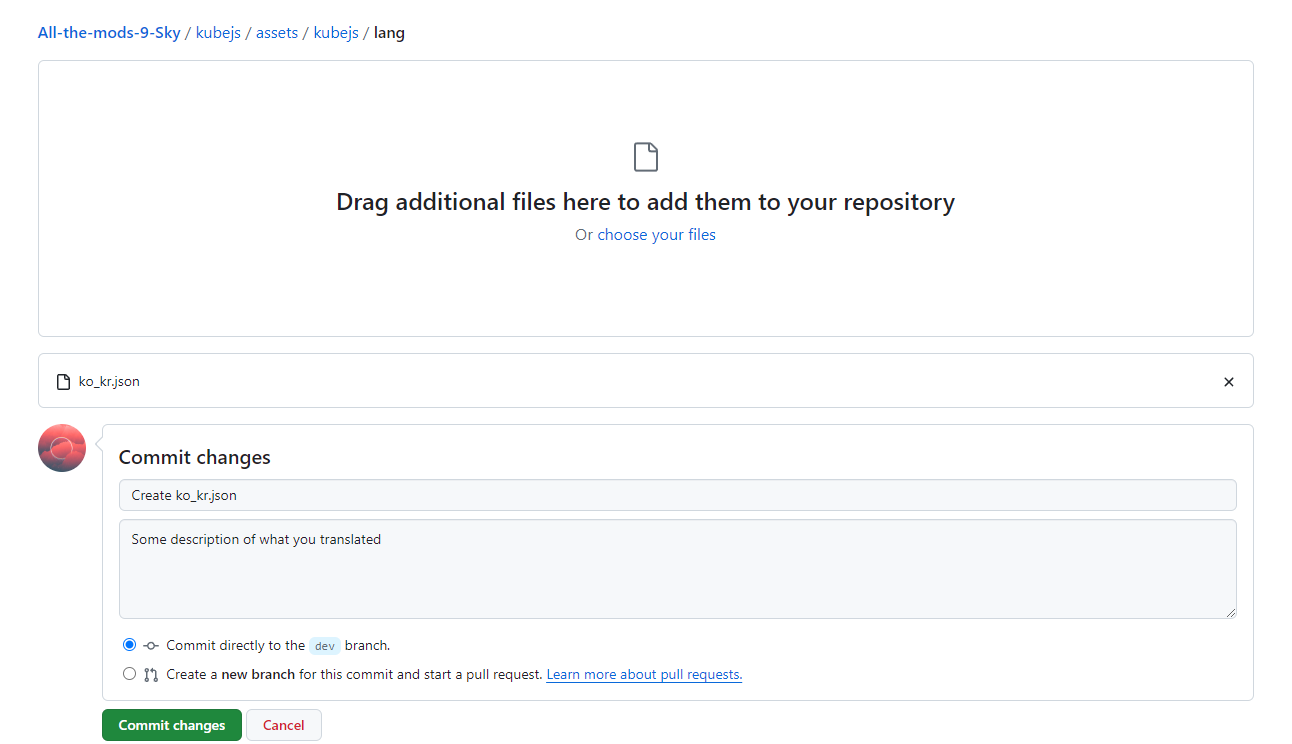 All-the-mods-9-Sky / kubejs / assets / kubejs / lang
Drag additional files here to add them to your repository
Or choose your files
ko_kr.json
Commit changes
Create ko_kr.json
Some description of what you translated
Commit directly to the dev branch.
Create a new branch for this commit and start a pull request. Learn more about pull requests.
Commit changes Cancel